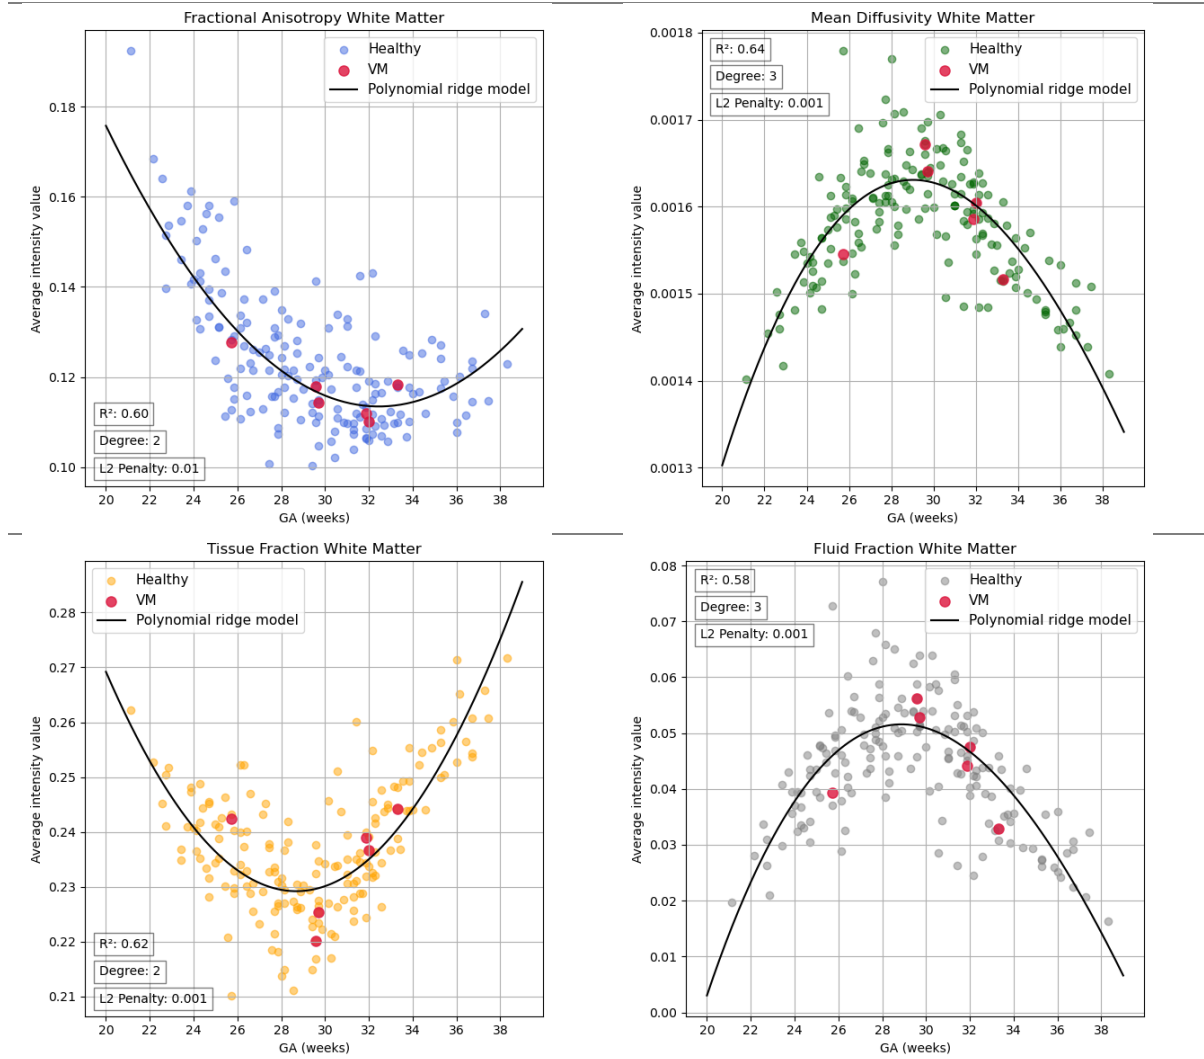 Fractional Anisotropy White Matter
Healthy
VM
Polynomial ridge model
Average intensity value
0.18
0.16
0.14
0.12
0.10
R²: 0.60
Degree: 2
L2 Penalty: 0.01
20 22 24 26 28 30 32 34 36 38
GA (weeks)
Mean Diffusivity White Matter
R²: 0.64
Degree: 3
L2 Penalty: 0.001
Healthy
VM
Polynomial ridge model
Average intensity value
0.0018
0.0017
0.0016
0.0015
0.0014
0.0013
20 22 24 26 28 30 32 34 36 38
GA (weeks)
Tissue Fraction White Matter
Healthy
VM
Polynomial ridge model
Average intensity value
0.28
0.27
0.26
0.25
0.24
0.23
0.22
0.21
R²: 0.62
Degree: 2
L2 Penalty: 0.001
20 22 24 26 28 30 32 34 36 38
GA (weeks)
Fluid Fraction White Matter
R²: 0.58
Degree: 3
L2 Penalty: 0.001
Healthy
VM
Polynomial ridge model
Average intensity value
0.08
0.07
0.06
0.05
0.04
0.03
0.02
0.01
0.00
20 22 24 26 28 30 32 34 36 38
GA (weeks)